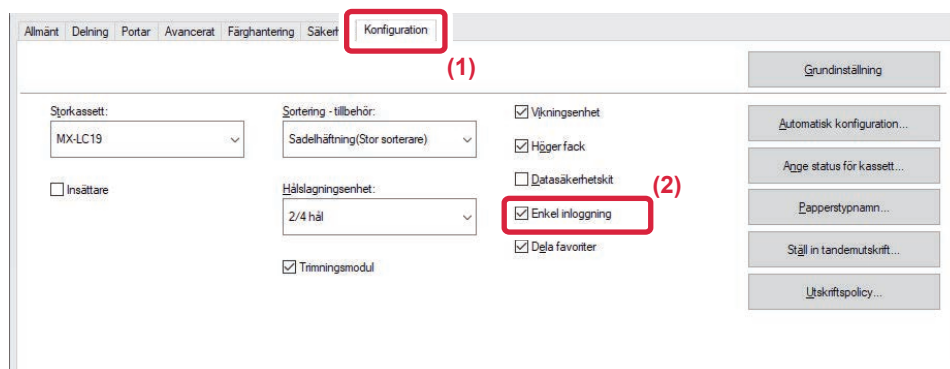 Allmänt Delning Portar Avancerat Färghantering Säkerh Konfiguration
(1)
Grundinställning
Storkassett:
MX-LC19
Insättare
Sortering - tillbehör:
Sadelhäftning(Stor sorterare)
Hålslagningsenhet:
2/4 hål
Trimningsmodul
Vikningsenhet
Höger fack
Datasäkerhetskit
(2)
Enkel inloggning
Dela favoriter
Automatisk konfiguration...
Ange status för kassett...
Papperstypnamn...
Ställ in tandemutskrift...
Utskriftspolicy...